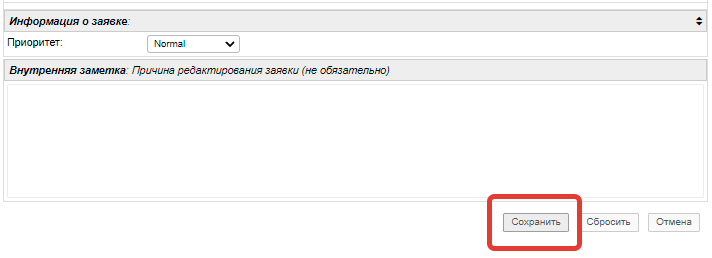 Информация о заявке:
Приоритет: Normal
Внутренняя заметка: Причина редактирования заявки (не обязательно)
Сохранить Сбросить Отмена